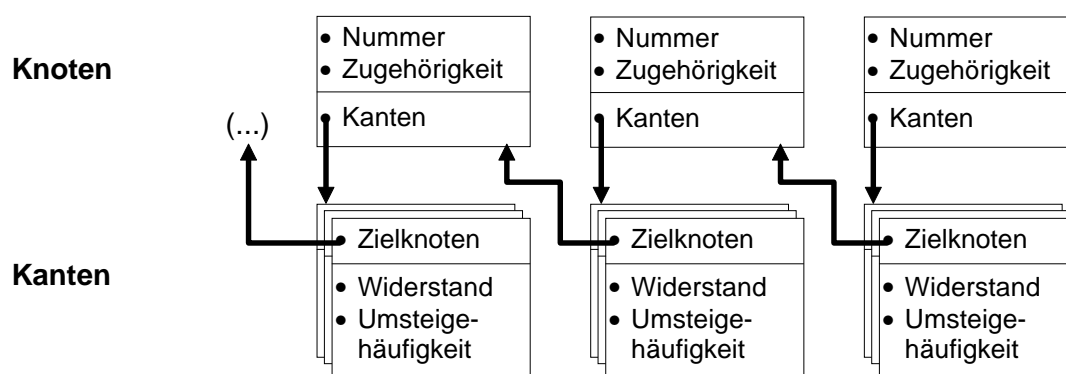 Knoten
• Nummer
• Zugehörigkeit
• Kanten
• Nummer
• Zugehörigkeit
• Kanten
• Nummer
• Zugehörigkeit
• Kanten
(...)
Kanten
• Zielknoten
• Widerstand
• Umsteige-
häufigkeit
• Zielknoten
• Widerstand
• Umsteige-
häufigkeit
• Zielknoten
• Widerstand
• Umsteige-
häufigkeit